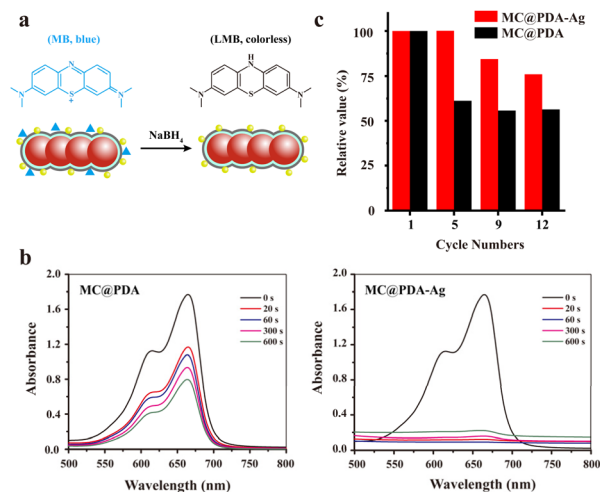 a
(MB, blue)
(LMB, colorless)
N
N
S
+
N
H
N
N
S
N
NaBH4
c
MC@PDA-Ag
MC@PDA
Relative value (%)
100
75
50
25
0
1 5 9 12
Cycle Numbers
b
MC@PDA
0 s
20 s
60 s
300 s
600 s
Absorbance
2.0
1.6
1.2
0.8
0.4
0.0
500 550 600 650 700 750 800
Wavelength (nm)
MC@PDA-Ag
0 s
20 s
60 s
300 s
600 s
Absorbance
2.0
1.6
1.2
0.8
0.4
0.0
500 550 600 650 700 750 800
Wavelength (nm)